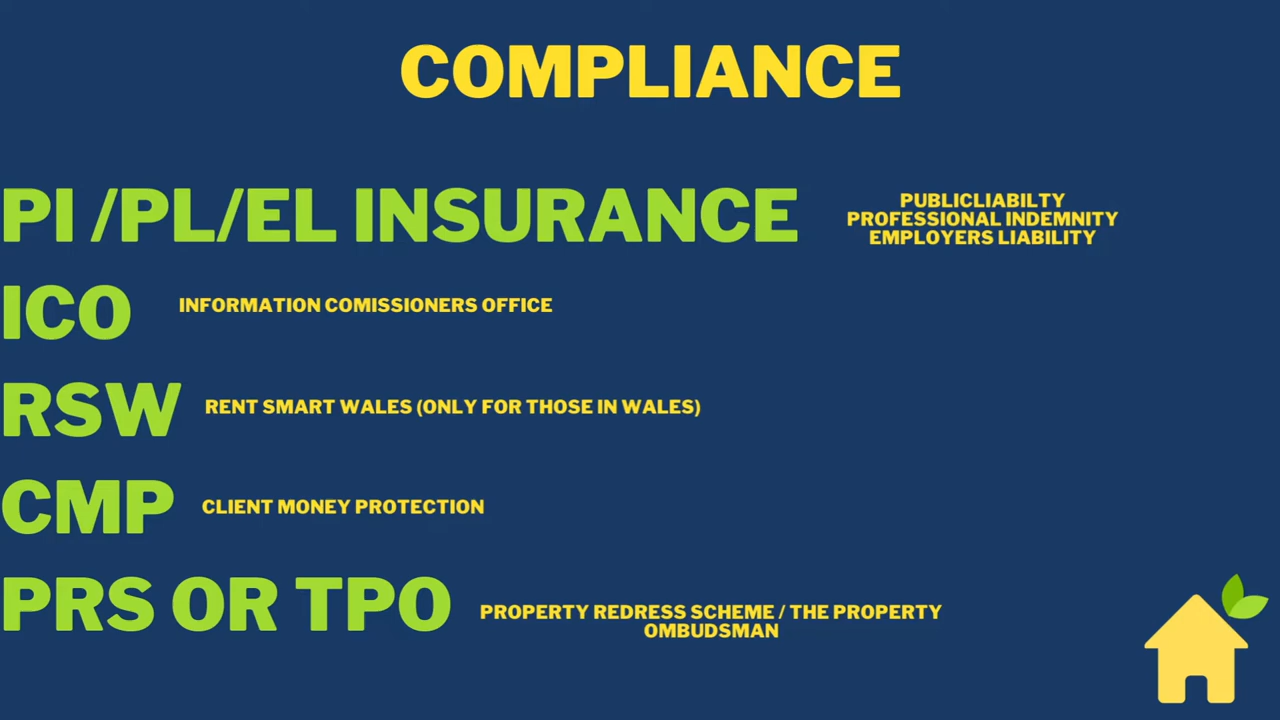 COMPLIANCE
PI /PL/EL INSURANCE
PUBLICLIABILTY
PROFESSIONAL INDEMNITY
EMPLOYERS LIABILITY
ICO
INFORMATION COMISSIONERS OFFICE
RSW
RENT SMART WALES (ONLY FOR THOSE IN WALES)
CMP
CLIENT MONEY PROTECTION
PRS OR TPO
PROPERTY REDRESS SCHEME / THE PROPERTY
OMBUDSMAN